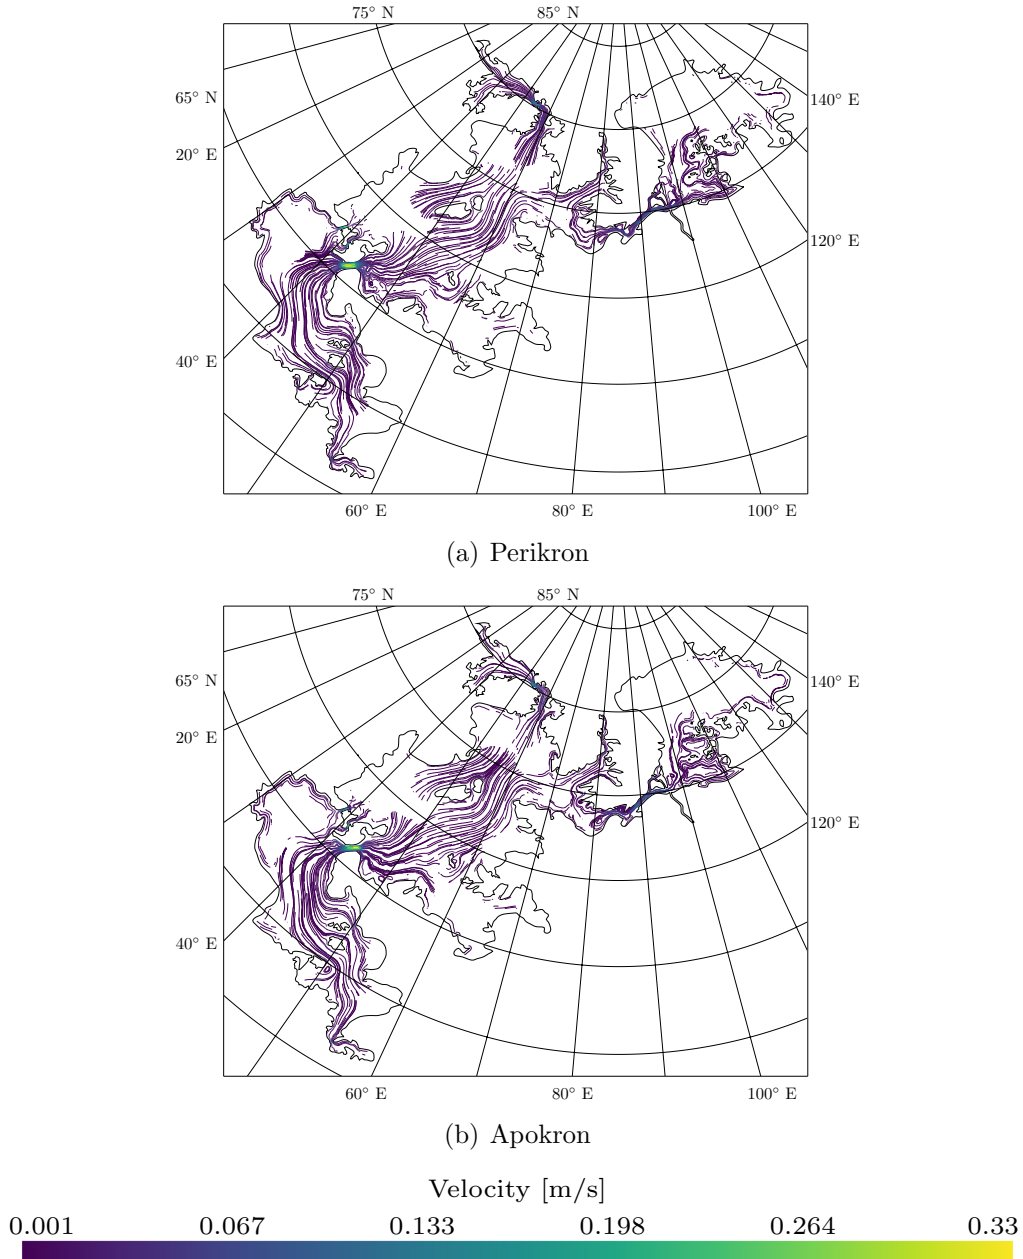 75° N 85° N
65° N
140° E
20° E
120° E
40° E
60° E 80° E 100° E
(a) Perikron
75° N 85° N
65° N
140° E
20° E
120° E
40° E
60° E 80° E 100° E
(b) Apokron
Velocity [m/s]
0.001 0.067 0.133 0.198 0.264 0.33